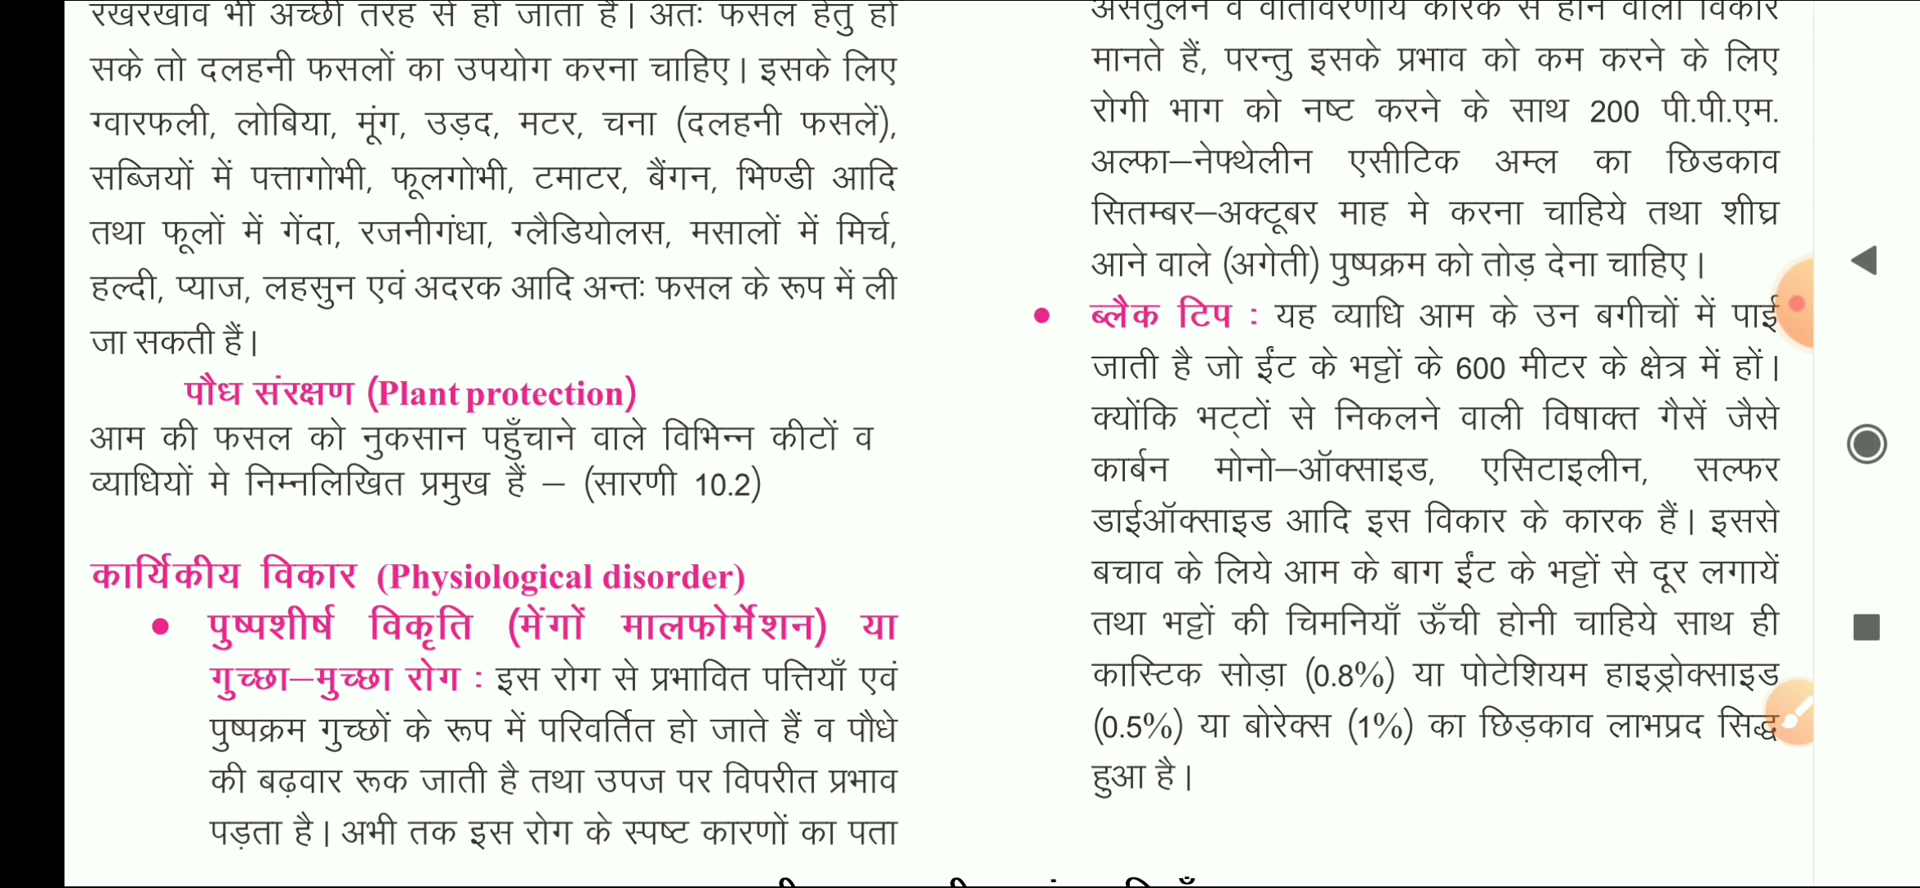 रखरखाव भी अच्छी तरह से हो जाता है। अतः फसल हेतु हो
सके तो दलहनी फसलों का उपयोग करना चाहिए। इसके लिए
ग्वारफली, लोबिया, मूंग, उड़द, मटर, चना (दलहनी फसलें),
सब्जियों में पत्तागोभी, फूलगोभी, टमाटर, बैंगन, भिण्डी आदि
तथा फूलों में गेंदा, रजनीगंधा, ग्लैडियोलस, मसालों में मिर्च,
हल्दी, प्याज, लहसुन एवं अदरक आदि अन्तः फसल के रूप में ली
जा सकती हैं।
पौध संरक्षण (Plant protection)
आम की फसल को नुकसान पहुँचाने वाले विभिन्न कीटों व
व्याधियों मे निम्नलिखित प्रमुख हैं – (सारणी 10.2)
कार्यिकीय विकार (Physiological disorder)
• पुष्पशीर्ष विकृति (मेंगों मालफोर्मेशन) या
गुच्छा–मुच्छा रोग : इस रोग से प्रभावित पत्तियाँ एवं
पुष्पक्रम गुच्छों के रूप में परिवर्तित हो जाते हैं व पौधे
की बढ़वार रूक जाती है तथा उपज पर विपरीत प्रभाव
पड़ता है। अभी तक इस रोग के स्पष्ट कारणों का पता
असंतुलन व वातावरणीय कारक से होने वाला विकार
मानते हैं, परन्तु इसके प्रभाव को कम करने के लिए
रोगी भाग को नष्ट करने के साथ 200 पी.पी.एम.
अल्फा–नेफ्थेलीन एसीटिक अम्ल का छिडकाव
सितम्बर–अक्टूबर माह मे करना चाहिये तथा शीघ्र
आने वाले (अगेती) पुष्पक्रम को तोड़ देना चाहिए।
• ब्लैक टिप : यह व्याधि आम के उन बगीचों में पाई
जाती है जो ईंट के भट्टों के 600 मीटर के क्षेत्र में हों।
क्योंकि भट्‌टों से निकलने वाली विषाक्त गैसें जैसे
कार्बन मोनो–ऑक्साइड, एसिटाइलीन, सल्फर
डाईऑक्साइड आदि इस विकार के कारक हैं। इससे
बचाव के लिये आम के बाग ईंट के भट्टों से दूर लगायें
तथा भट्टों की चिमनियाँ ऊँची होनी चाहिये साथ ही
कास्टिक सोड़ा (0.8%) या पोटेशियम हाइड्रोक्साइड
(0.5%) या बोरेक्स (1%) का छिड़काव लाभप्रद सिद्ध
हुआ है।